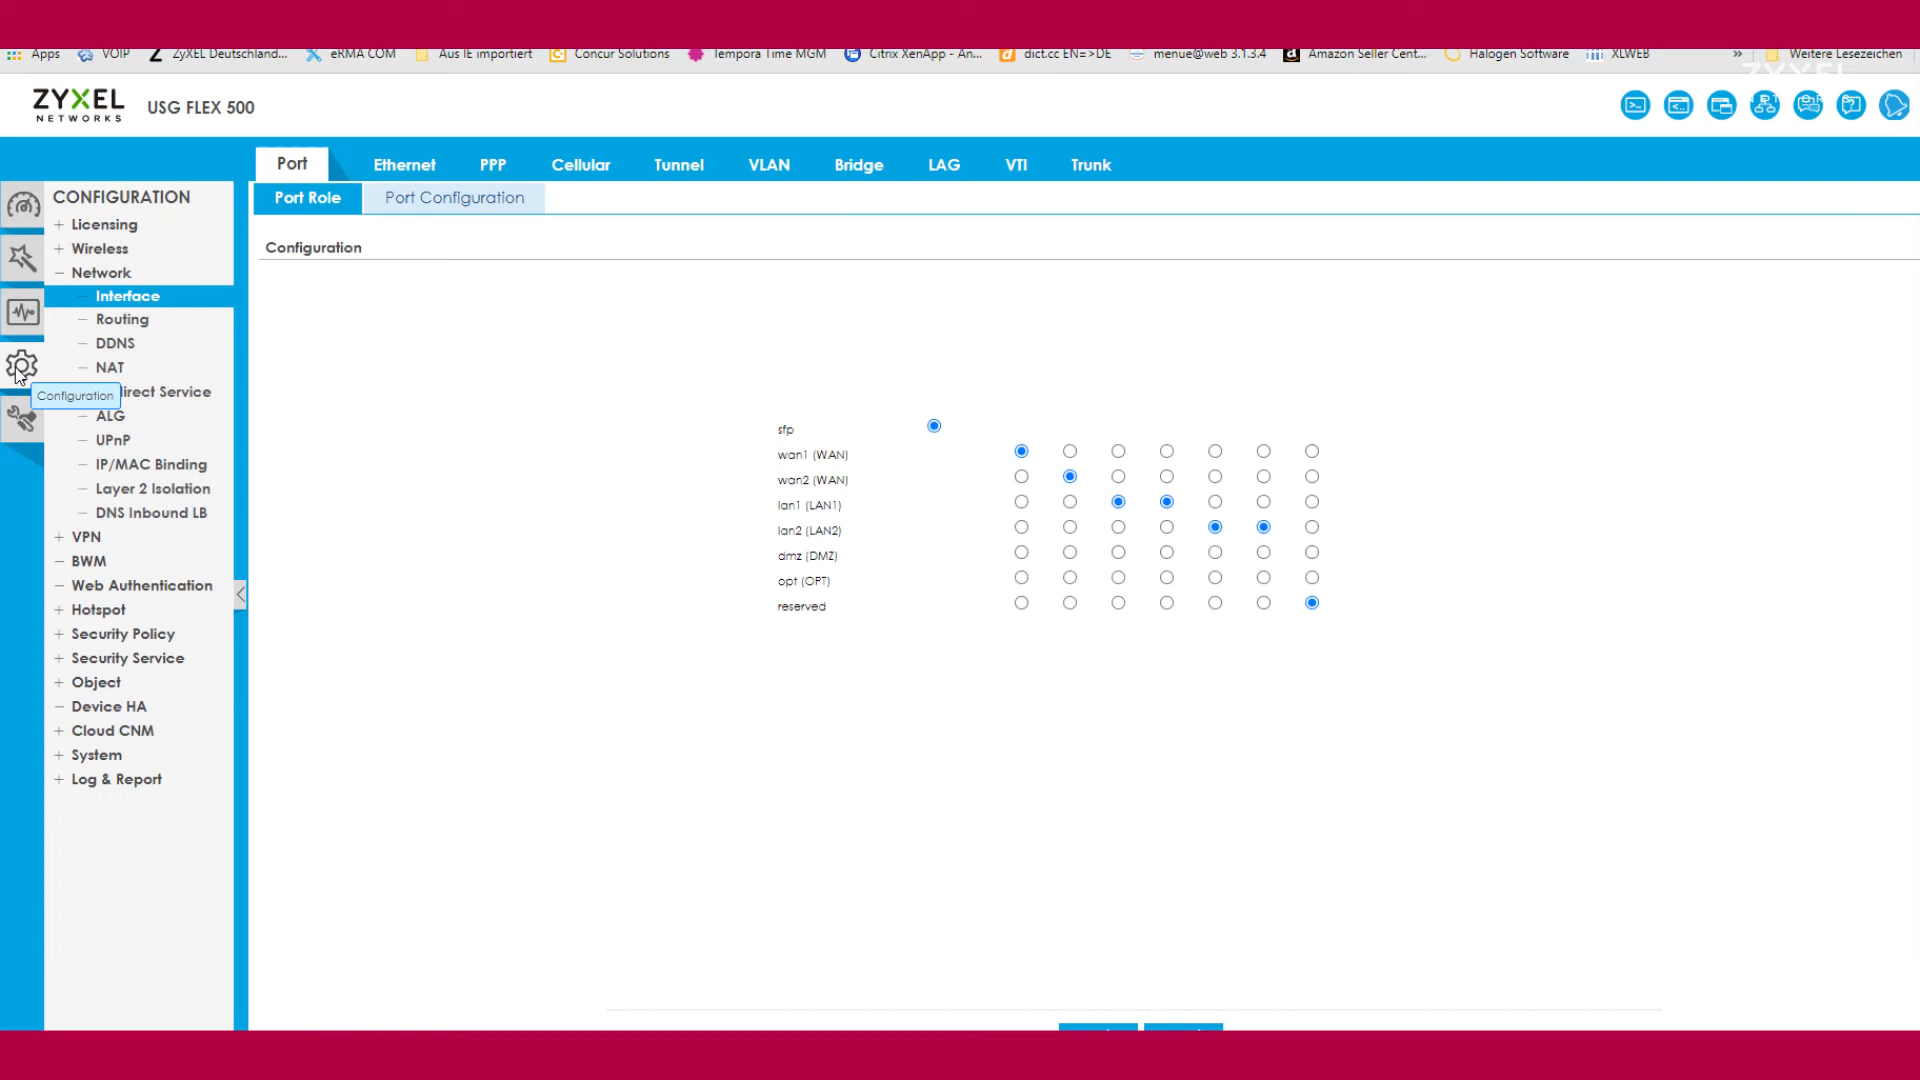 Apps VOIP ZyXEL Deutschland... eRMA COM Aus IE importiert Concur Solutions Tempora Time MGM Citrix XenApp - An... dict.cc EN=>DE menue@web 3.1.3.4 Amazon Seller Cent... Halogen Software XLWEB » Weitere Lesezeichen
ZYXEL
ZYXEL
NETWORKS
USG FLEX 500
Port Ethernet PPP Cellular Tunnel VLAN Bridge LAG VTI Trunk
Port Role Port Configuration
CONFIGURATION
Licensing
Wireless
Network
Interface
Routing
DDNS
NAT
irect Service
Configuration
ALG
UPnP
IP/MAC Binding
Layer 2 Isolation
DNS Inbound LB
VPN
BWM
Web Authentication
Hotspot
Security Policy
Security Service
Object
Device HA
Cloud CNM
System
Log & Report
Configuration
sfp
wan1 (WAN)
wan2 (WAN)
lan1 (LAN1)
lan2 (LAN2)
dmz (DMZ)
opt (OPT)
reserved